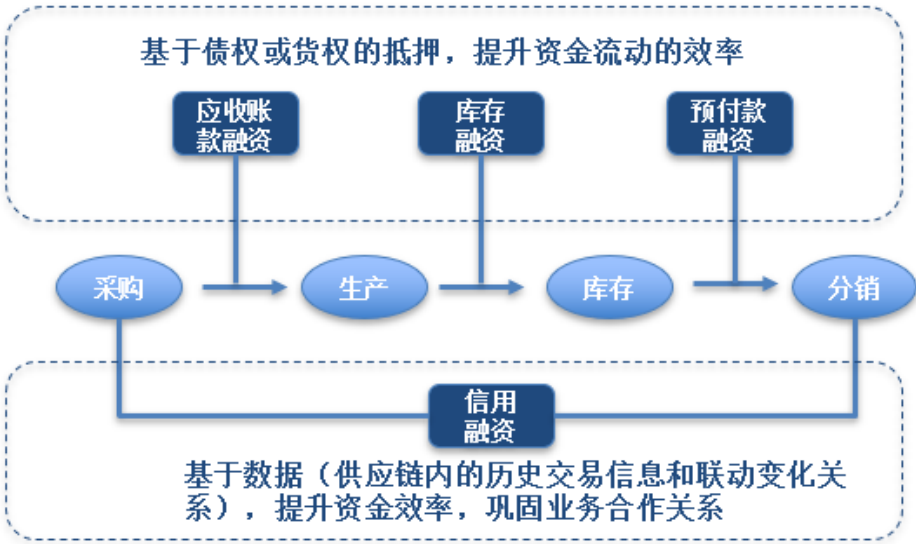 基于债权或货权的抵押，提升资金流动的效率
应收账
款融资
库存
融资
预付款
融资
采购
生产
库存
分销
信用
融资
基于数据（供应链内的历史交易信息和联动变化关
系），提升资金效率，巩固业务合作关系